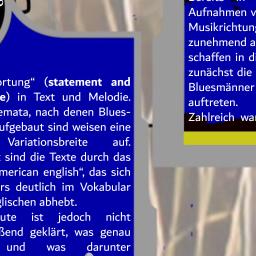 ortung“ (statement and
e) in Text und Melodie.
emata, nach denen Blues-
ufgebaut sind weisen eine
Variationsbreite auf.
sind die Texte durch das
merican english“, das sich
rs deutlich im Vokabular
glischen abhebt.
ute ist jedoch nicht
ßend geklärt, was genau
und was darunter
Aufnahmen v
Musikrichtung
zunehmend a
schaffen in di
zunächst die
Bluesmänner
auftreten.
Zahlreich wa